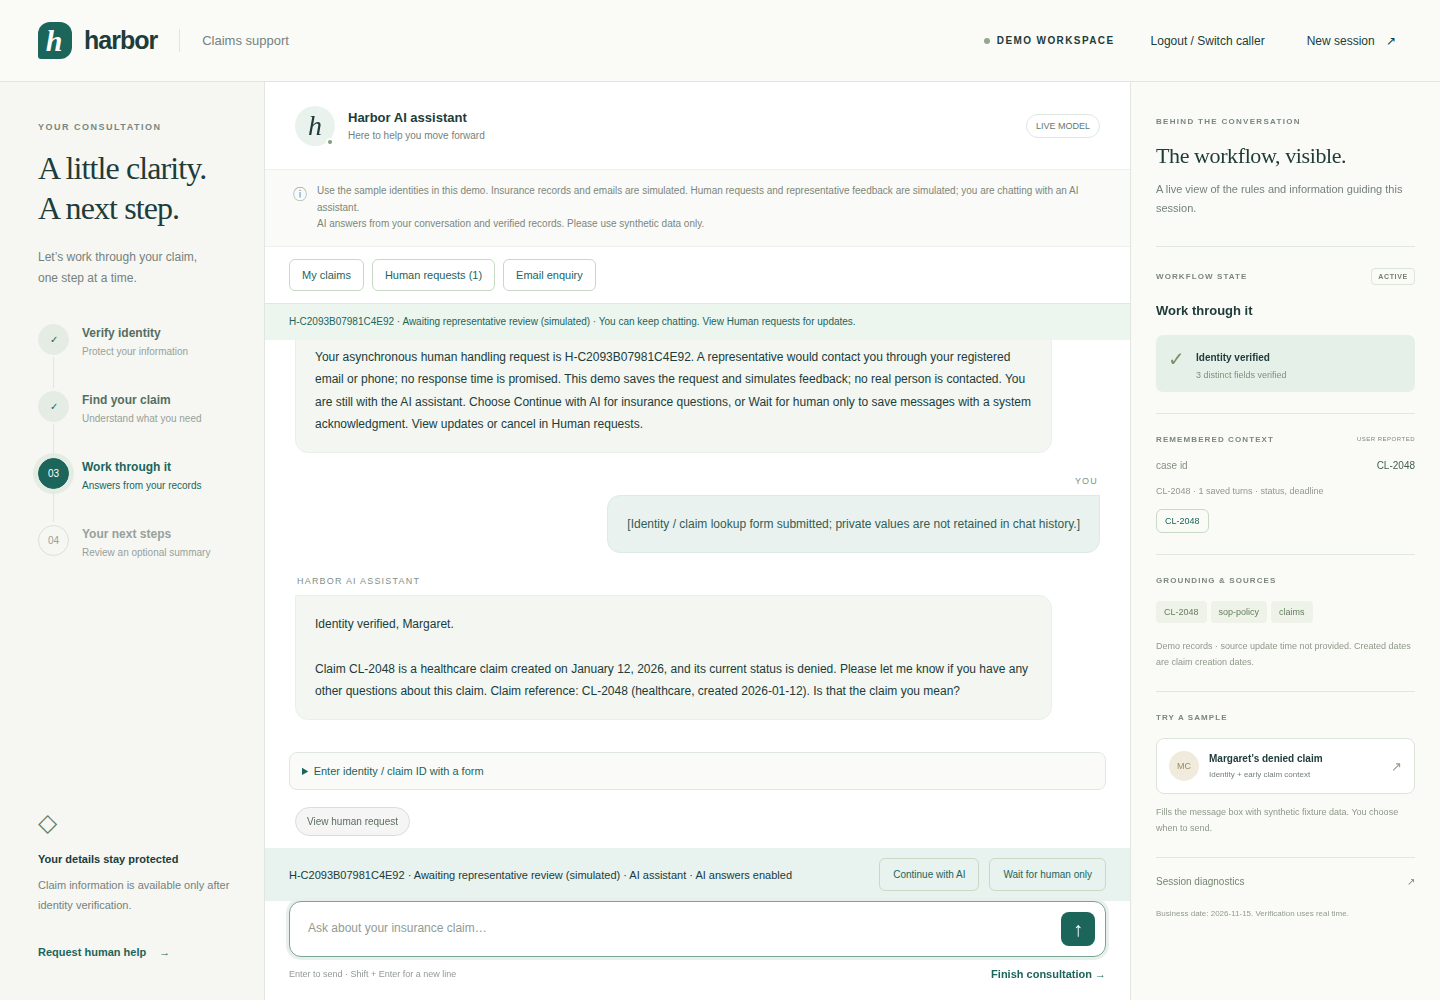 h harbor
Claims support
DEMO WORKSPACE
Logout / Switch caller
New session ↗
YOUR CONSULTATION
A little clarity.
A next step.
Let’s work through your claim,
one step at a time.
✓ Verify identity
Protect your information
✓ Find your claim
Understand what you need
03 Work through it
Answers from your records
04 Your next steps
Review an optional summary
Your details stay protected
Claim information is available only after
identity verification.
Request human help →
h Harbor AI assistant
Here to help you move forward
LIVE MODEL
Use the sample identities in this demo. Insurance records and emails are simulated. Human requests and representative feedback are simulated; you are chatting with an AI
assistant.
AI answers from your conversation and verified records. Please use synthetic data only.
My claims
Human requests (1)
Email enquiry
H-C2093B07981C4E92 · Awaiting representative review (simulated) · You can keep chatting. View Human requests for updates.
Your asynchronous human handling request is H-C2093B07981C4E92. A representative would contact you through your registered
email or phone; no response time is promised. This demo saves the request and simulates feedback; no real person is contacted. You
are still with the AI assistant. Choose Continue with AI for insurance questions, or Wait for human only to save messages with a system
acknowledgment. View updates or cancel in Human requests.
YOU
[Identity / claim lookup form submitted; private values are not retained in chat history.]
HARBOR AI ASSISTANT
Identity verified, Margaret.
Claim CL-2048 is a healthcare claim created on January 12, 2026, and its current status is denied. Please let me know if you have any
other questions about this claim. Claim reference: CL-2048 (healthcare, created 2026-01-12). Is that the claim you mean?
▶ Enter identity / claim ID with a form
View human request
H-C2093B07981C4E92 · Awaiting representative review (simulated) · AI assistant · AI answers enabled
Continue with AI
Wait for human only
Ask about your insurance claim…
↑
Enter to send · Shift + Enter for a new line
Finish consultation →
BEHIND THE CONVERSATION
The workflow, visible.
A live view of the rules and information guiding this
session.
WORKFLOW STATE
ACTIVE
Work through it
✓ Identity verified
3 distinct fields verified
REMEMBERED CONTEXT
USER REPORTED
case id
CL-2048
CL-2048 · 1 saved turns · status, deadline
CL-2048
GROUNDING & SOURCES
CL-2048
sop-policy
claims
Demo records · source update time not provided. Created dates
are claim creation dates.
TRY A SAMPLE
MC Margaret’s denied claim ↗
Identity + early claim context
Fills the message box with synthetic fixture data. You choose
when to send.
Session diagnostics ↗
Business date: 2026-11-15. Verification uses real time.